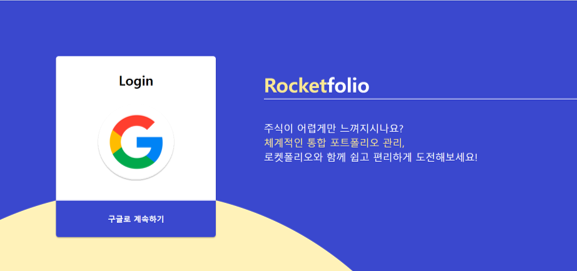 Login
구글로 계속하기
Rocketfolio
주식이 어렵게만 느껴지시나요?
체계적인 통합 포트폴리오 관리,
로켓폴리오와 함께 쉽고 편리하게 도전해보세요!